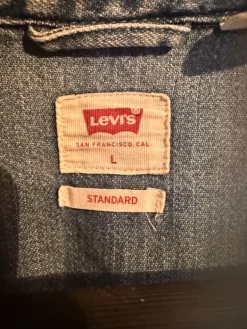 Levi's
SAN FRANCISCO, CAL
L
STANDARD